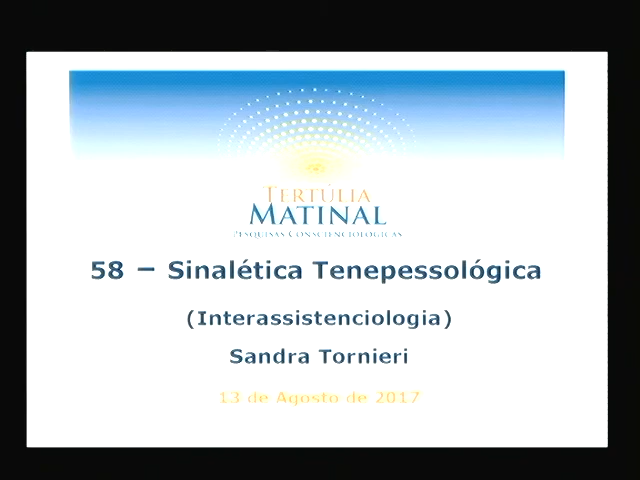 TERTÚLIA
MATINAL
PESQUISAS CONSCIENCIOLÓGICAS
58 – Sinalética Tenepessológica
(Interassistenciologia)
Sandra Tornieri
13 de Agosto de 2017